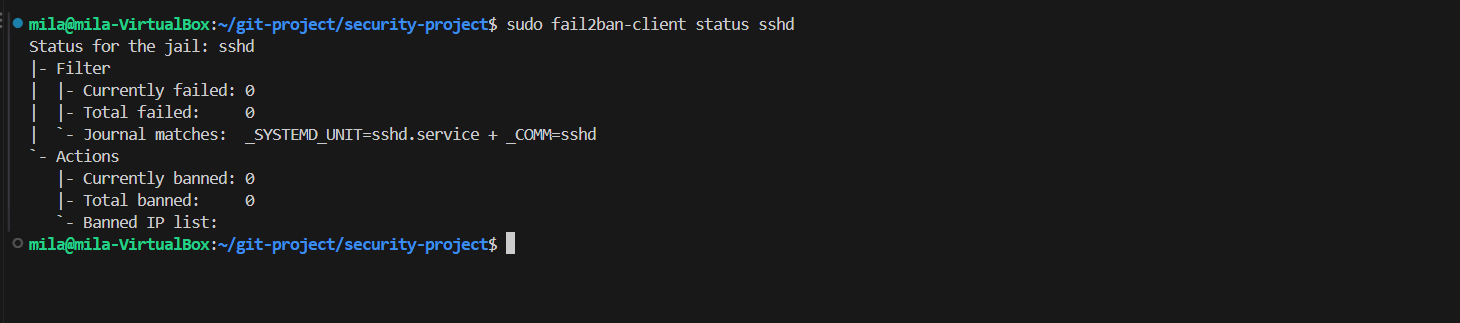 mila@mila-VirtualBox:~/git-project/security-project$ sudo fail2ban-client status sshd
Status for the jail: sshd
|- Filter
|  |- Currently failed: 0
|  |- Total failed:     0
|  `- Journal matches:  _SYSTEMD_UNIT=sshd.service + _COMM=sshd
`- Actions
   |- Currently banned: 0
   |- Total banned:     0
   `- Banned IP list:
mila@mila-VirtualBox:~/git-project/security-project$